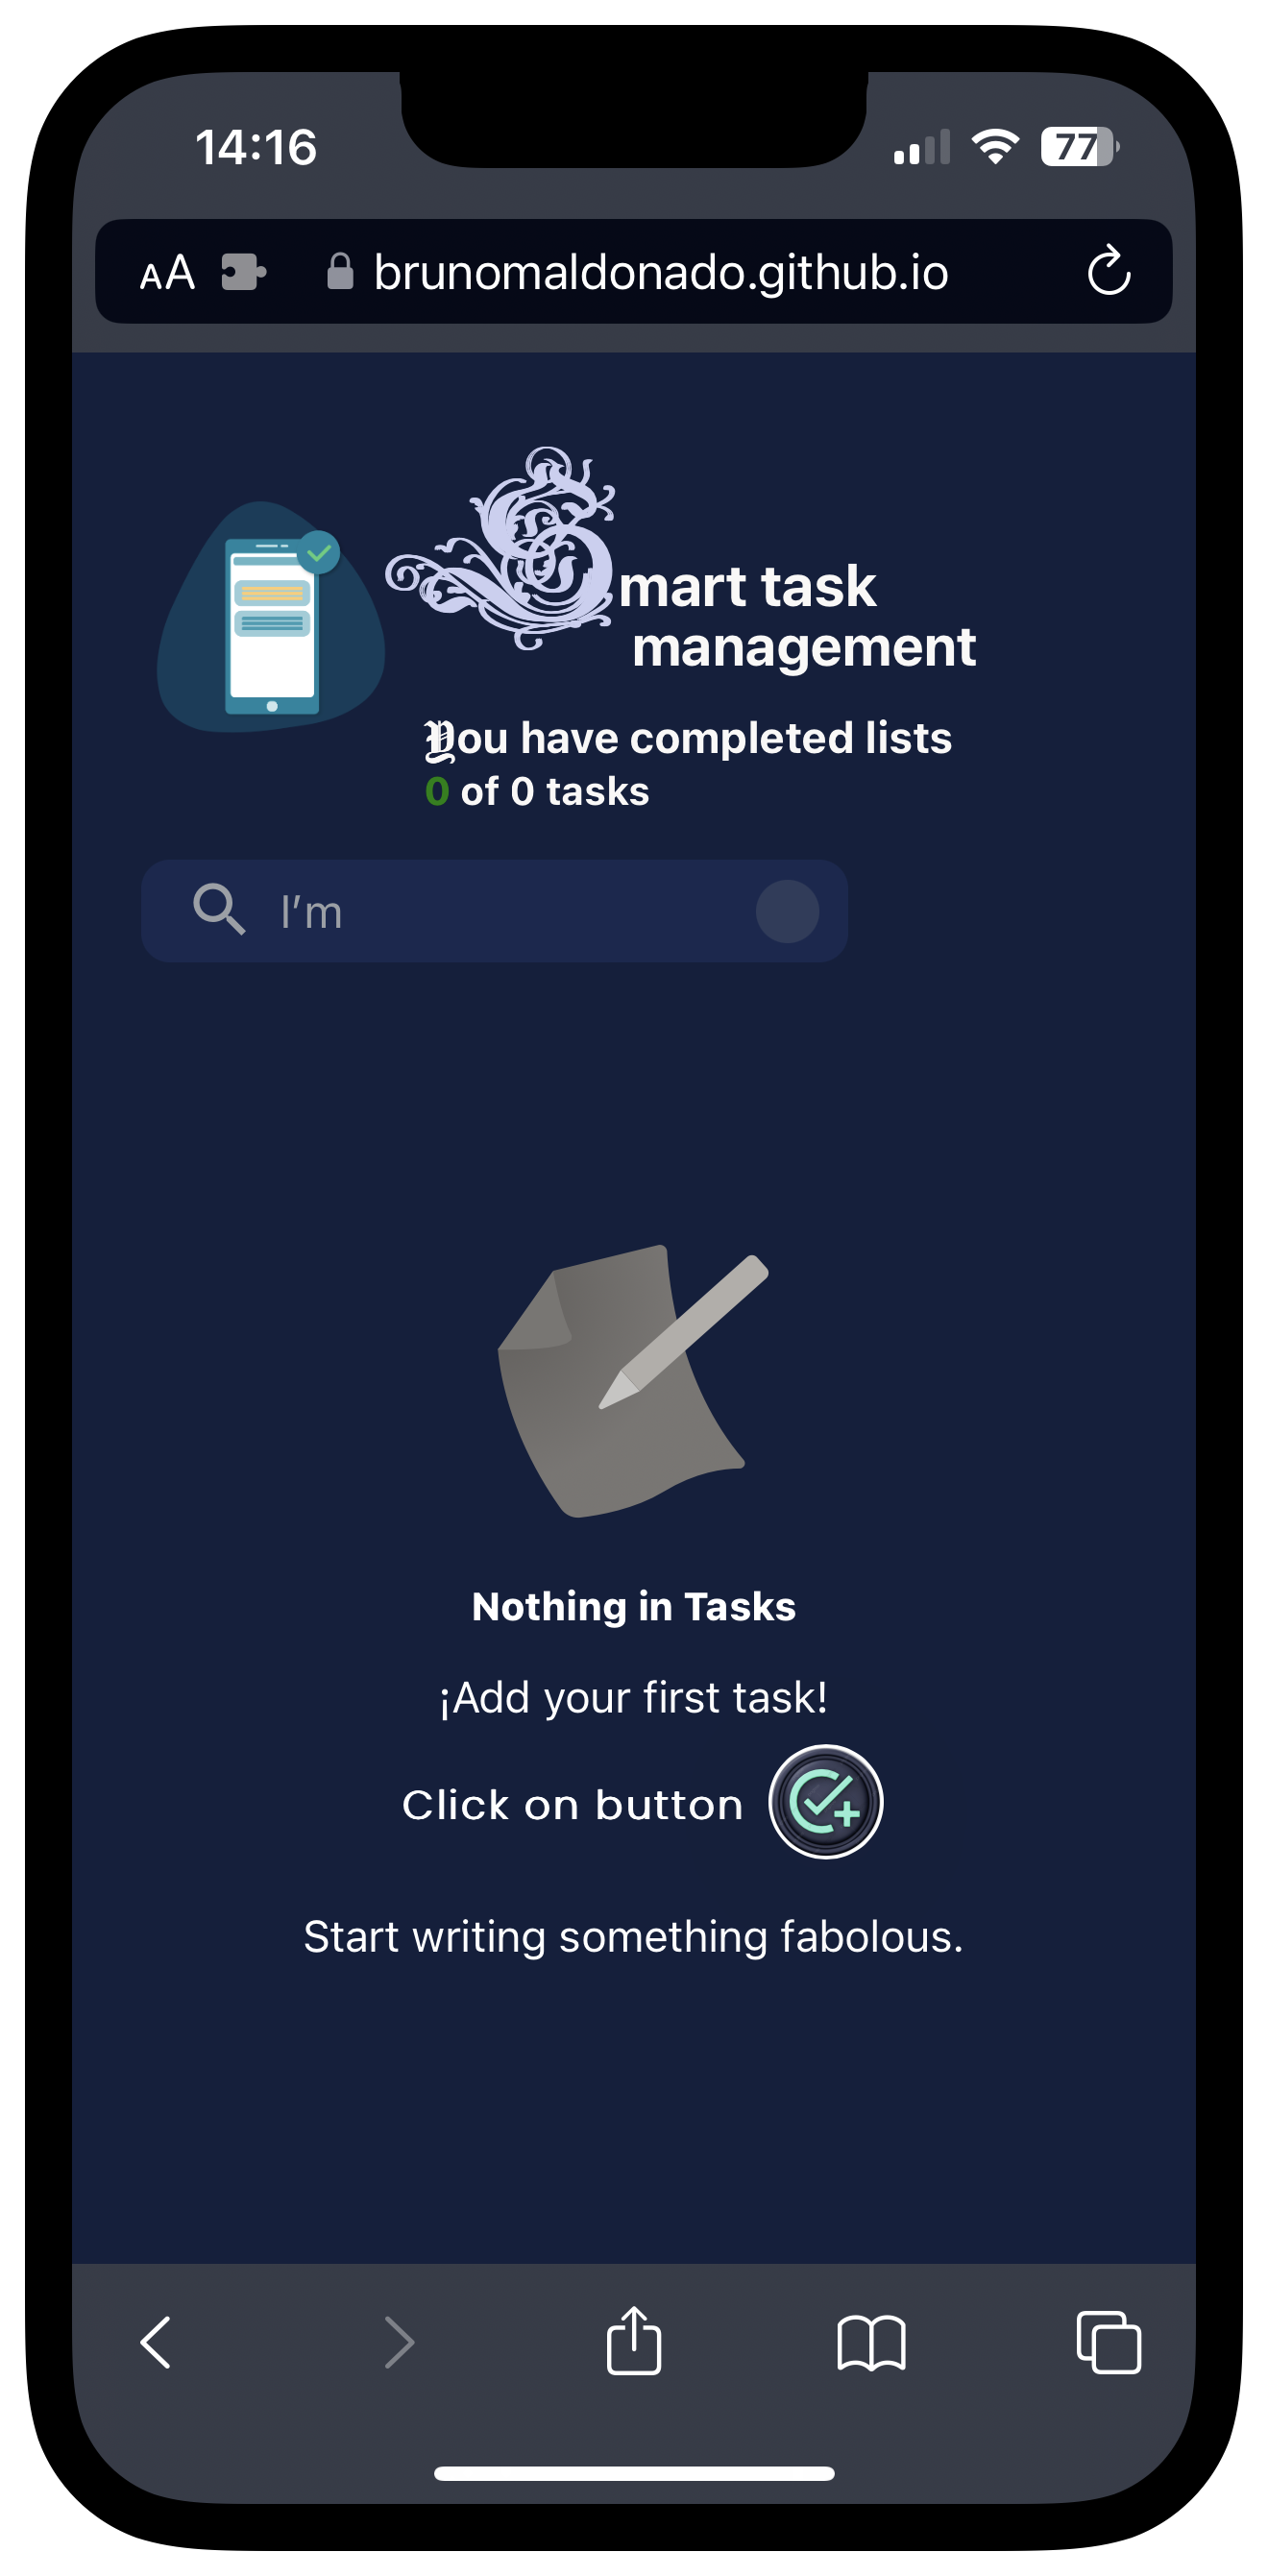 14:16
77
AA brunomaldonado.github.io
Smart task
management
You have completed lists
0 of 0 tasks
I'm
Nothing in Tasks
¡Add your first task!
Click on button
Start writing something fabolous.